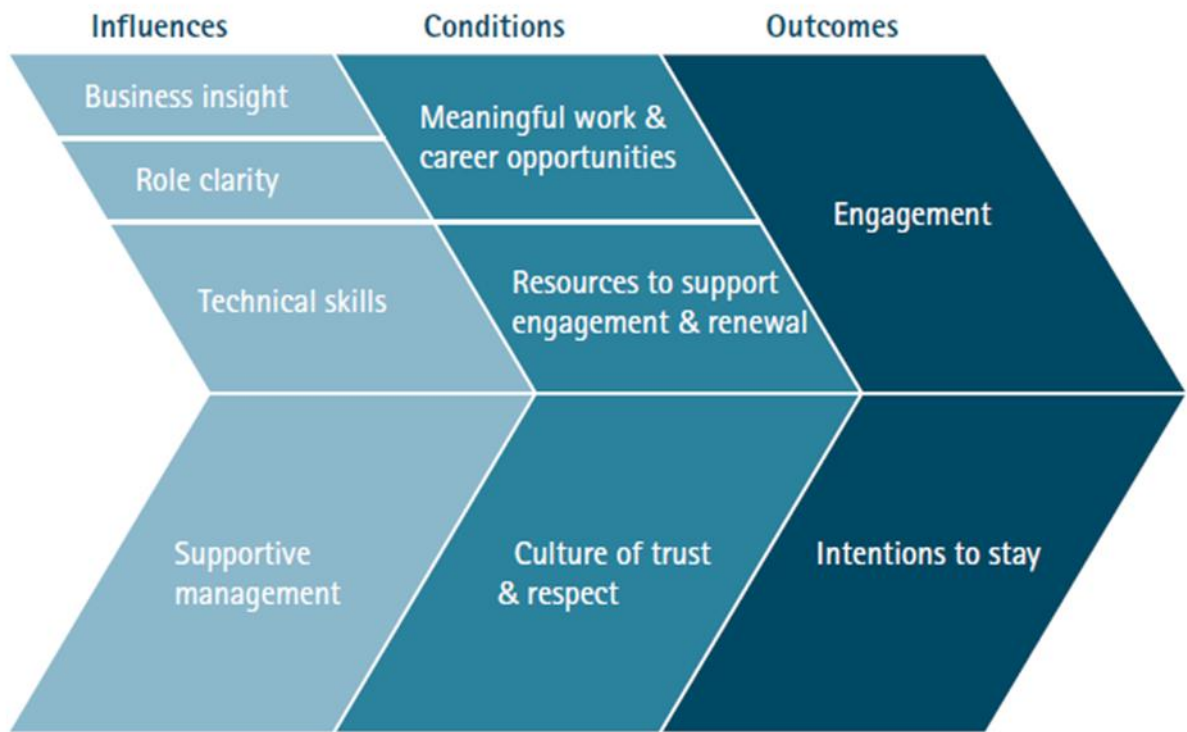 Influences
Conditions
Outcomes
Business insight
Role clarity
Technical skills
Supportive
management
Meaningful work &
career opportunities
Resources to support
engagement & renewal
Culture of trust
& respect
Engagement
Intentions to stay